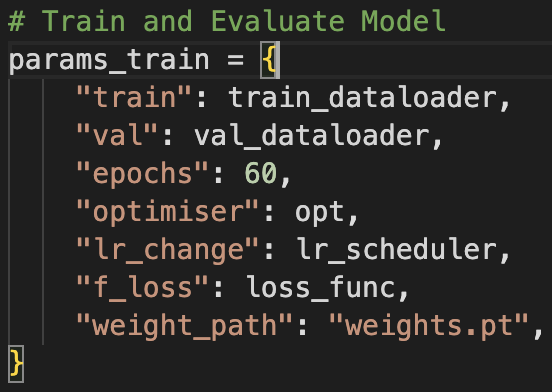 # Train and Evaluate Model
params_train = {
    "train": train_dataloader,
    "val": val_dataloader,
    "epochs": 60,
    "optimiser": opt,
    "lr_change": lr_scheduler,
    "f_loss": loss_func,
    "weight_path": "weights.pt",
}